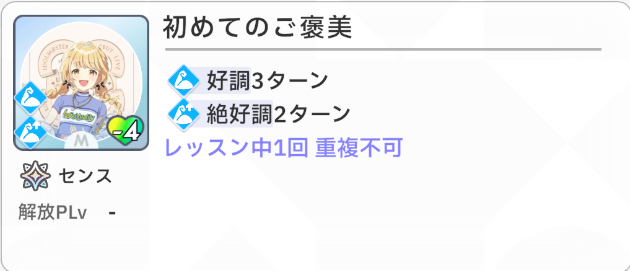 初めてのご褒美
好調3ターン
絶好調2ターン
レッスン中1回 重複不可
-4
M
センス
解放PLv -